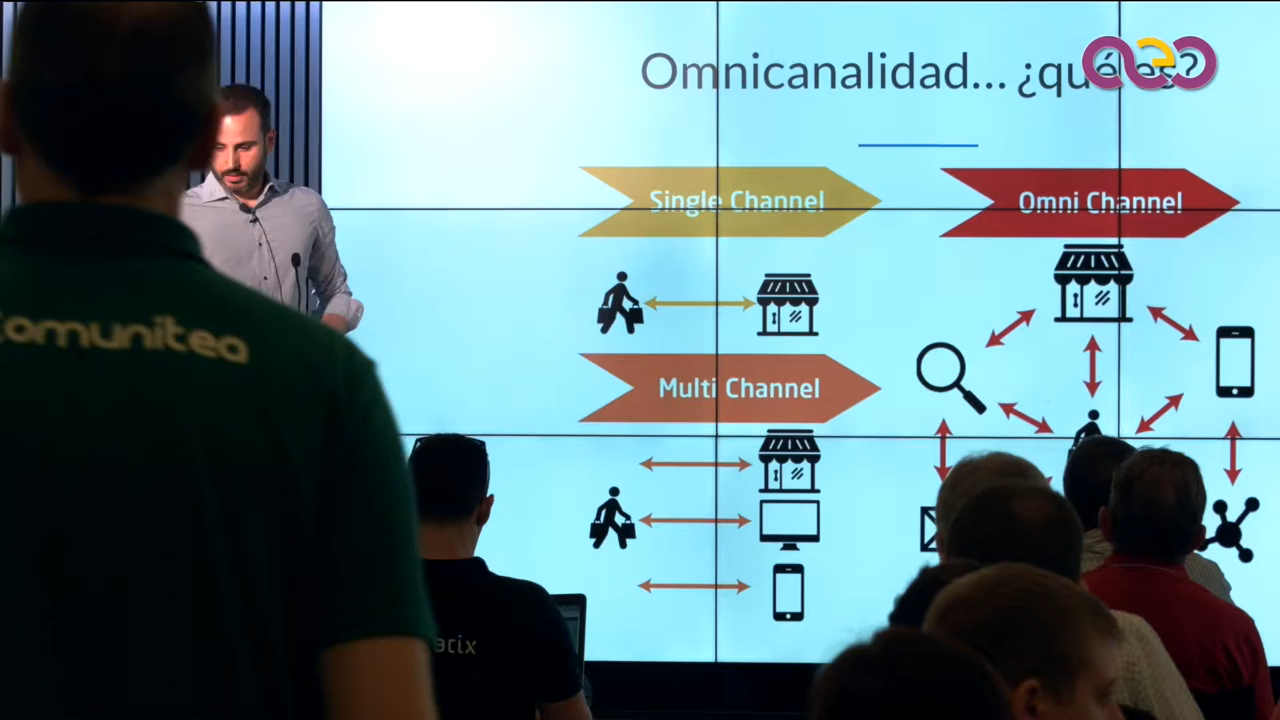 Omnicanalidad... ¿qué es?
Single Channel
Omni Channel
Multi Channel
comunitea